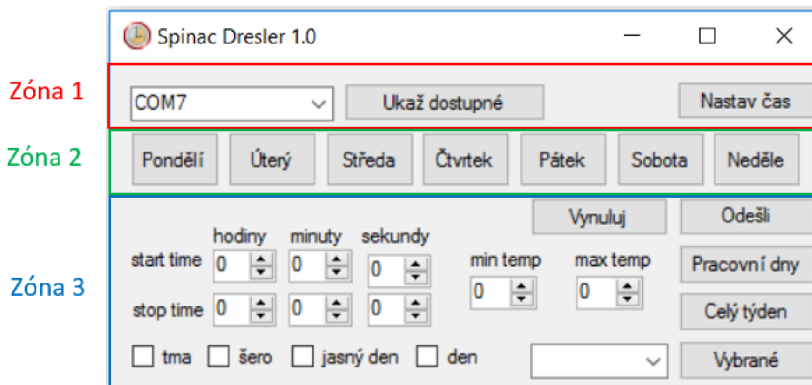 Spinac Dresler 1.0
Zóna 1
COM7 Ukaž dostupné Nastav čas
Zóna 2
Pondělí Úterý Středa Čtvrtek Pátek Sobota Neděle
Vynuluj Odešli
hodiny minuty sekundy
start time 0 0 0 min temp max temp Pracovní dny
Zóna 3
0 0
stop time 0 0 0 Celý týden
tma šero jasný den den Vybrané